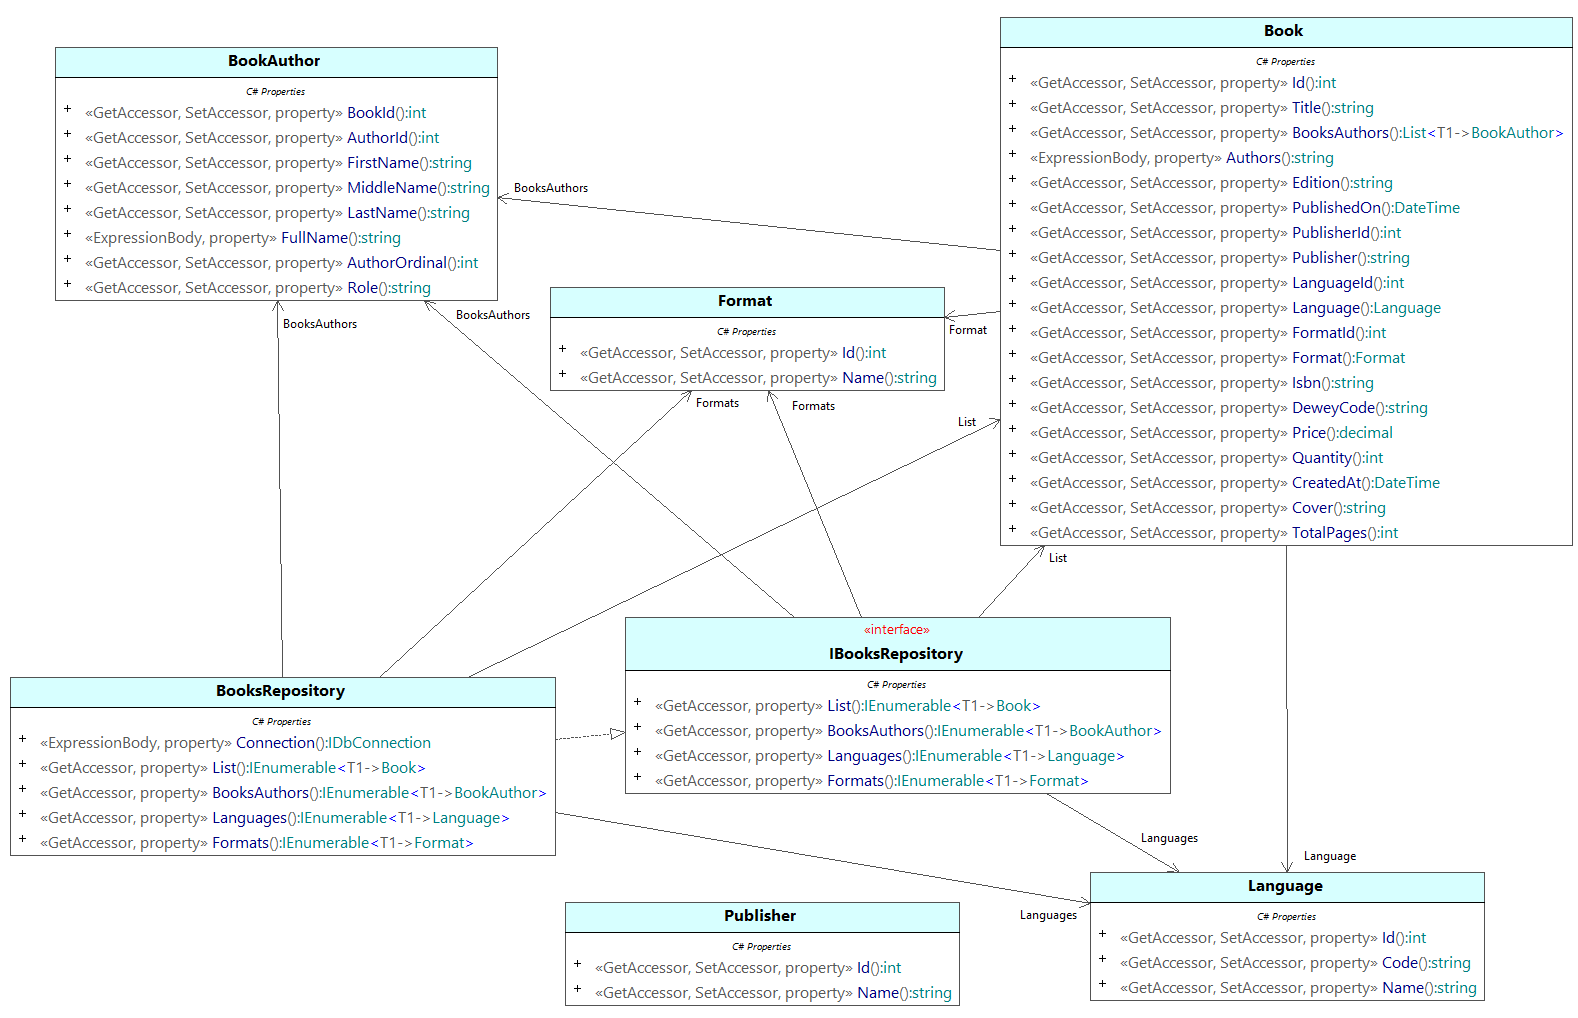 BookAuthor
C# Properties
+ «GetAccessor, SetAccessor, property» BookId():int
+ «GetAccessor, SetAccessor, property» AuthorId():int
+ «GetAccessor, SetAccessor, property» FirstName():string
+ «GetAccessor, SetAccessor, property» MiddleName():string
+ «GetAccessor, SetAccessor, property» LastName():string
+ «ExpressionBody, property» FullName():string
+ «GetAccessor, SetAccessor, property» AuthorOrdinal():int
+ «GetAccessor, SetAccessor, property» Role():string
Book
C# Properties
+ «GetAccessor, SetAccessor, property» Id():int
+ «GetAccessor, SetAccessor, property» Title():string
+ «GetAccessor, SetAccessor, property» BooksAuthors():List<T1->BookAuthor>
+ «ExpressionBody, property» Authors():string
+ «GetAccessor, SetAccessor, property» Edition():string
+ «GetAccessor, SetAccessor, property» PublishedOn():DateTime
+ «GetAccessor, SetAccessor, property» PublisherId():int
+ «GetAccessor, SetAccessor, property» Publisher():string
+ «GetAccessor, SetAccessor, property» LanguageId():int
+ «GetAccessor, SetAccessor, property» Language():Language
+ «GetAccessor, SetAccessor, property» FormatId():int
+ «GetAccessor, SetAccessor, property» Format():Format
+ «GetAccessor, SetAccessor, property» Isbn():string
+ «GetAccessor, SetAccessor, property» DeweyCode():string
+ «GetAccessor, SetAccessor, property» Price():decimal
+ «GetAccessor, SetAccessor, property» Quantity():int
+ «GetAccessor, SetAccessor, property» CreatedAt():DateTime
+ «GetAccessor, SetAccessor, property» Cover():string
+ «GetAccessor, SetAccessor, property» TotalPages():int
BooksAuthors
Format
C# Properties
+ «GetAccessor, SetAccessor, property» Id():int
+ «GetAccessor, SetAccessor, property» Name():string
BooksAuthors
BooksAuthors
Format
Formats
Formats
List
List
«interface»
IBooksRepository
C# Properties
+ «GetAccessor, property» List():IEnumerable<T1->Book>
+ «GetAccessor, property» BooksAuthors():IEnumerable<T1->BookAuthor>
+ «GetAccessor, property» Languages():IEnumerable<T1->Language>
+ «GetAccessor, property» Formats():IEnumerable<T1->Format>
BooksRepository
C# Properties
+ «ExpressionBody, property» Connection():IDbConnection
+ «GetAccessor, property» List():IEnumerable<T1->Book>
+ «GetAccessor, property» BooksAuthors():IEnumerable<T1->BookAuthor>
+ «GetAccessor, property» Languages():IEnumerable<T1->Language>
+ «GetAccessor, property» Formats():IEnumerable<T1->Format>
Languages
Language
Languages
Publisher
C# Properties
+ «GetAccessor, SetAccessor, property» Id():int
+ «GetAccessor, SetAccessor, property» Name():string
Language
C# Properties
+ «GetAccessor, SetAccessor, property» Id():int
+ «GetAccessor, SetAccessor, property» Code():string
+ «GetAccessor, SetAccessor, property» Name():string